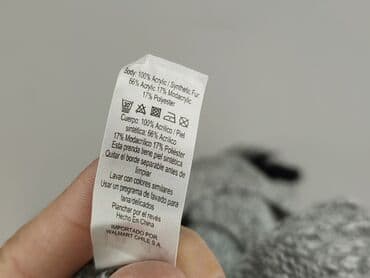 Body: 100% Acrylic / Synthetic Fur:
66% Acrylic 17% Modacrylic
17% Polyester
Cuerpo: 100% Acrílico / Piel
sintética: 66% Acrílico
17% Modacrílico 17% Poliéster
Esta prenda tiene piel sintética
Quitar el borde separable antes de
limpiar
Lavar con colores similares
Usar un programa de lavado para
lana/delicados
Planchar por el revés
Hecho En China
IMPORTADO POR
WALMART CHILE S.A.